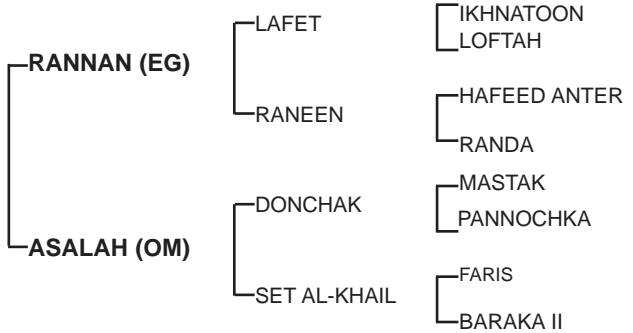 IKHNATOON
LAFET
LOFTAH
RANNAN (EG)
HAFEED ANTER
RANEEN
RANDA
MASTAK
DONCHAK
PANNOCHKA
ASALAH (OM)
FARIS
SET AL-KHAIL
BARAKA II